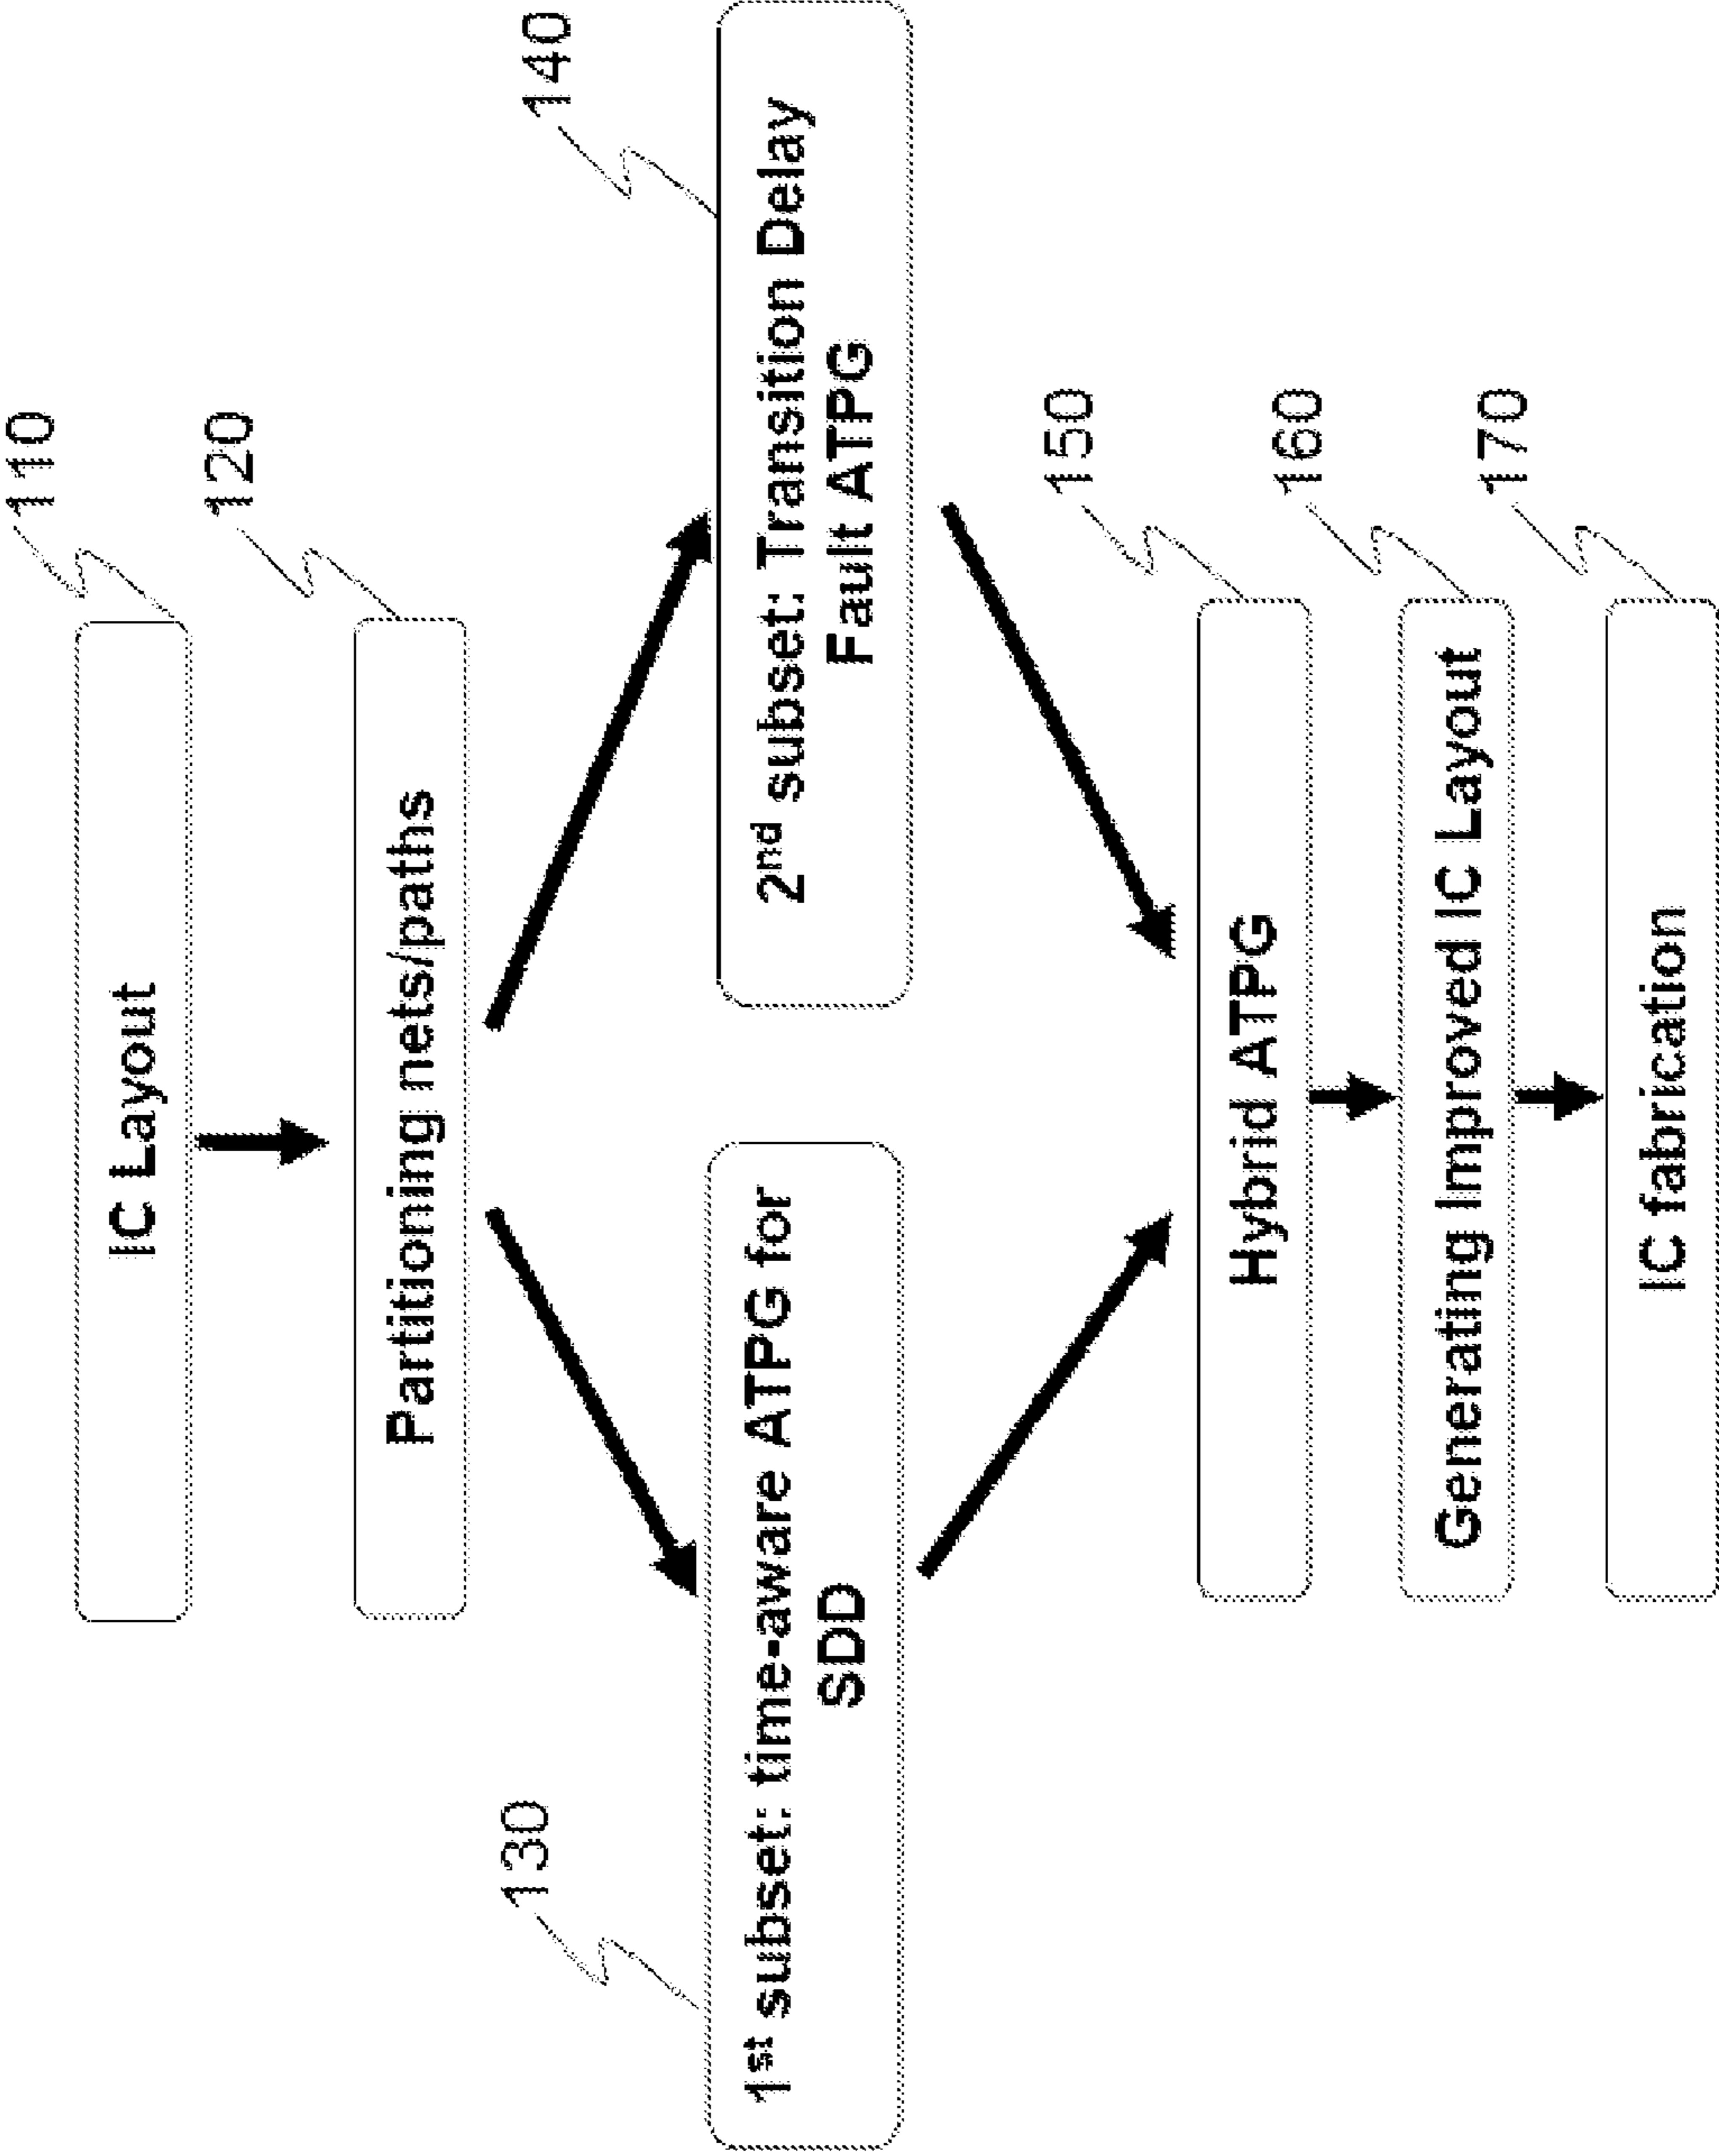 110
IC Layout
120
Partitioning nets/paths
130
1st subset: time-aware ATPG for
SDD
140
2nd subset: Transition Delay
Fault ATPG
150
Hybrid ATPG
160
Generating Improved IC Layout
170
IC fabrication